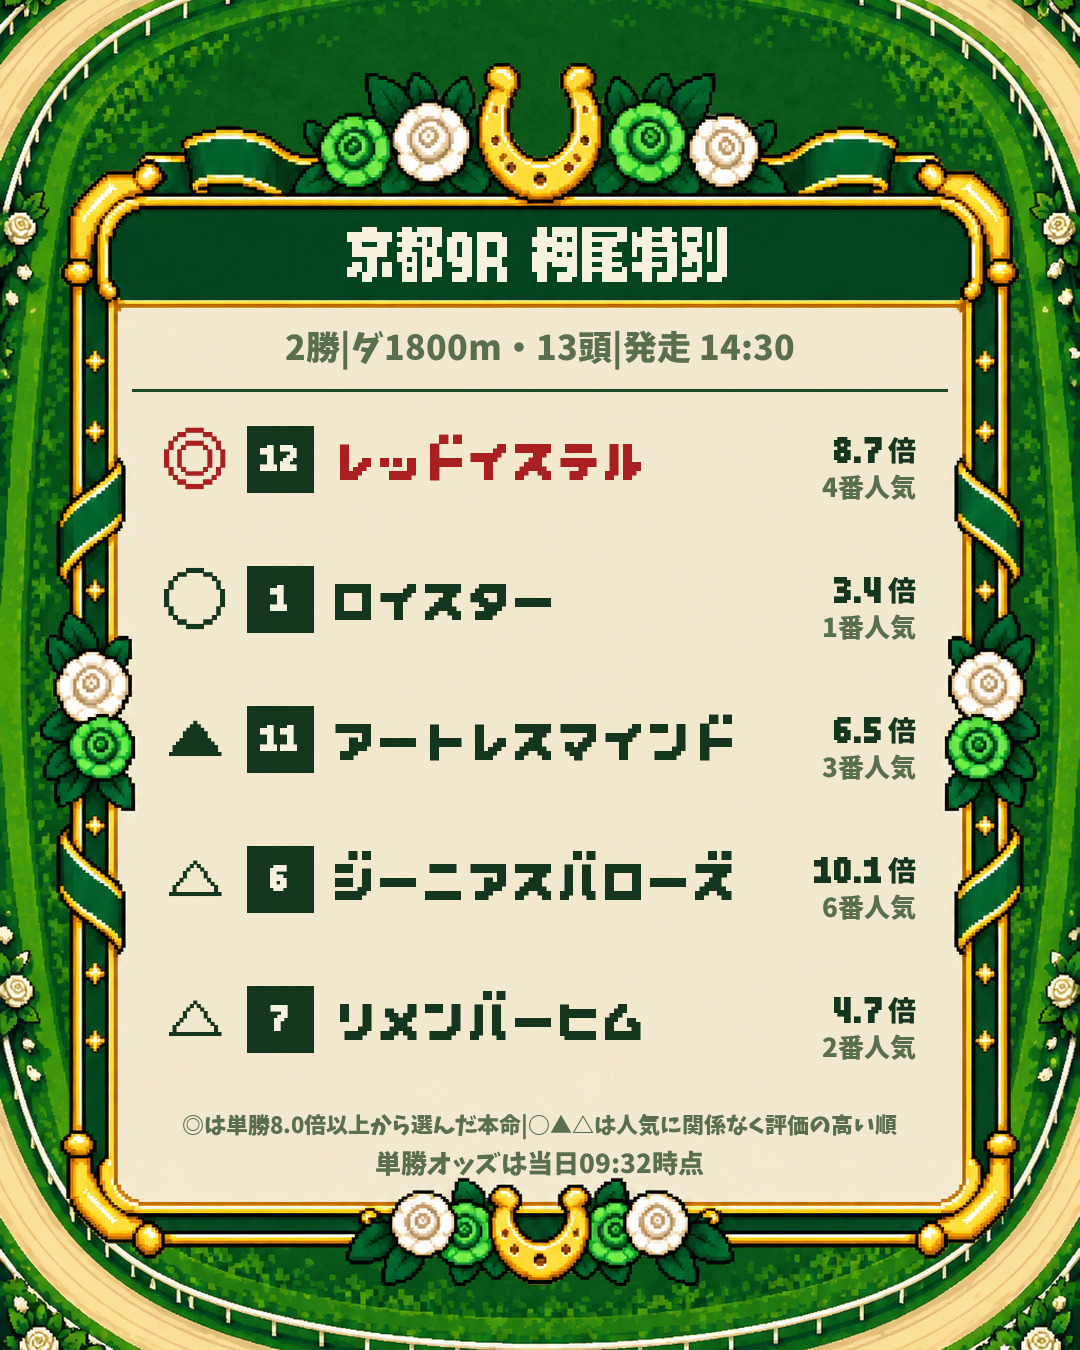 京都9R 栂尾特別
2勝|ダ1800m・13頭|発走 14:30
◎ 12 レッドイステル 8.7倍
4番人気
○ 1 ロイスター 3.4倍
1番人気
▲ 11 アートレスマインド 6.5倍
3番人気
△ 6 ジーニアスバローズ 10.1倍
6番人気
△ 7 リメンバーヒム 4.7倍
2番人気
◎は単勝8.0倍以上から選んだ本命|○▲△は人気に関係なく評価の高い順
単勝オッズは当日09:32時点